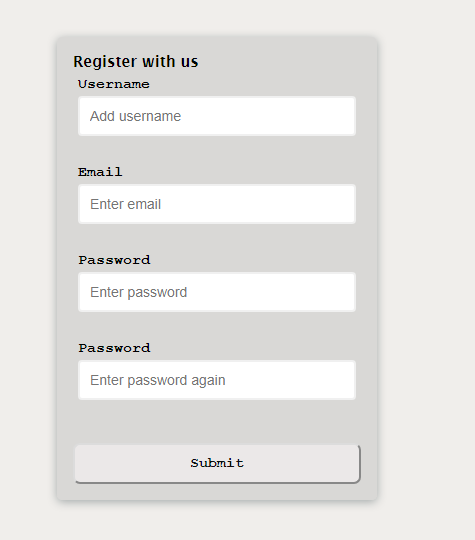 Register with us
Username
Add username
Email
Enter email
Password
Enter password
Password
Enter password again
Submit